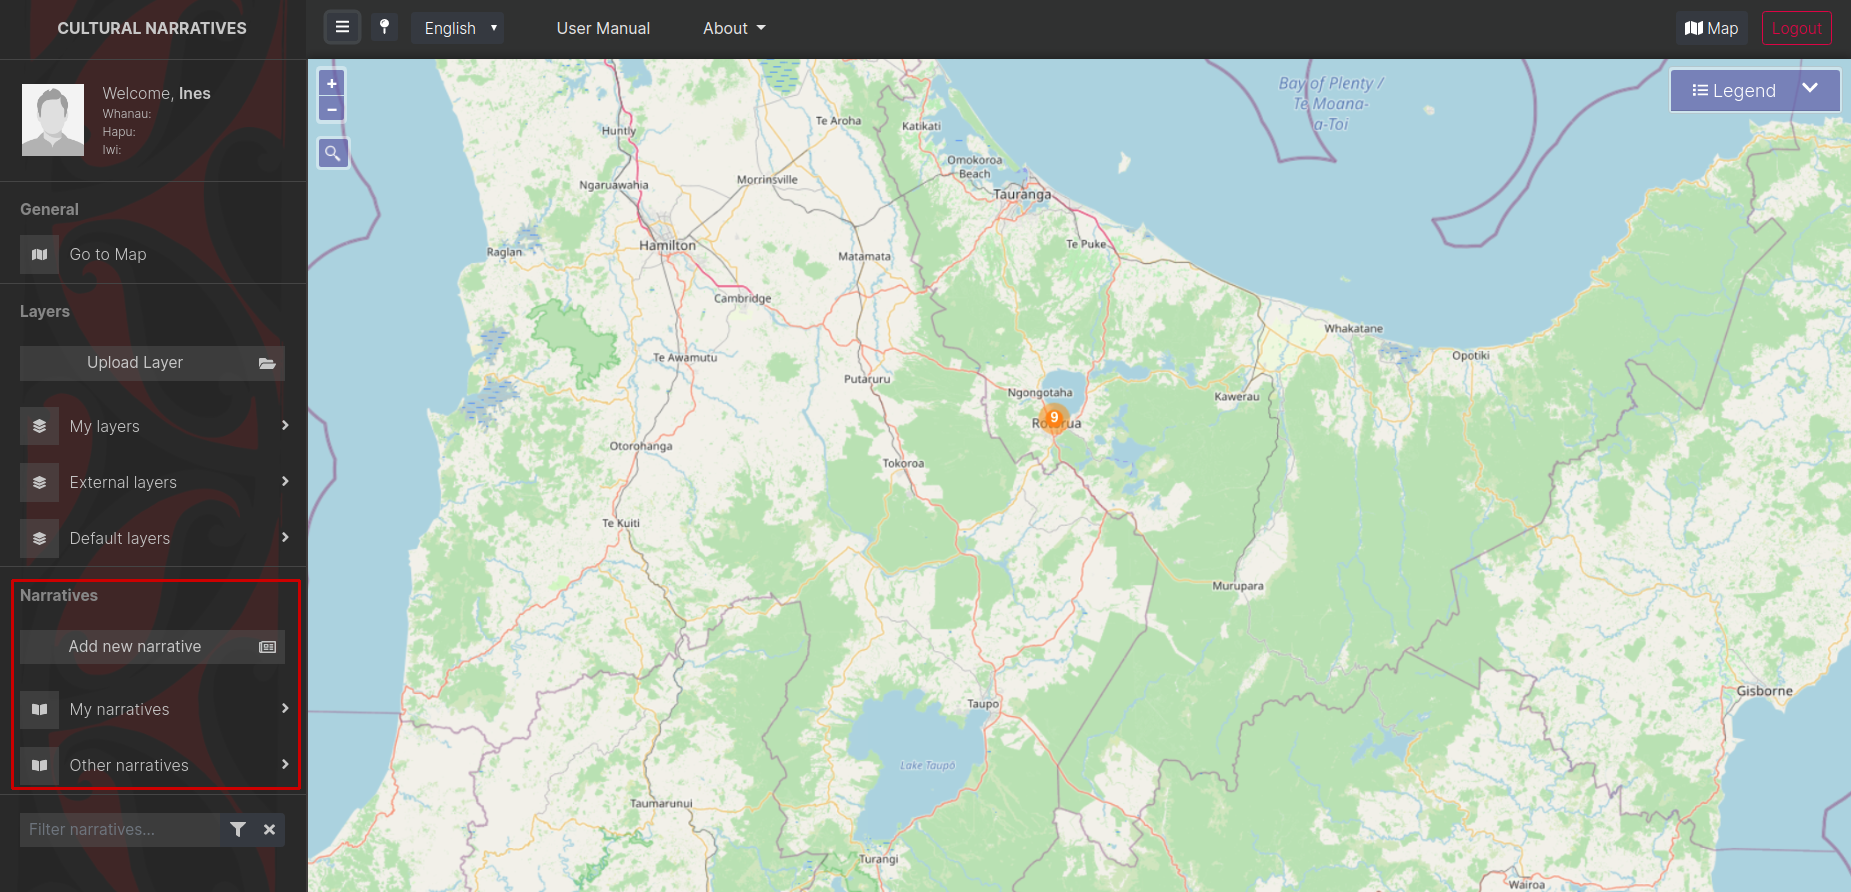 CULTURAL NARRATIVES
English
User Manual
About
Map
Logout
Welcome, Ines
Whanau:
Hapu:
Iwi:
General
Go to Map
Layers
Upload Layer
My layers
External layers
Default layers
Narratives
Add new narrative
My narratives
Other narratives
Filter narratives...
+
−
Legend
Bay of Plenty /
Te Moana-
a-Toi
Te Aroha
Katikati
Huntly
Omokoroa
Beach
Ngaruawahia
Morrinsville
Tauranga
Te Puke
Hamilton
Raglan
Matamata
Cambridge
Whakatane
Te Awamutu
Opotiki
Putaruru
Ngongotaha
Kawerau
9
Otorohanga
Tokoroa
Te Kuiti
Murupara
Gisborne
Taupo
Lake Taupō
Taumarunui
Turangi
Wairoa